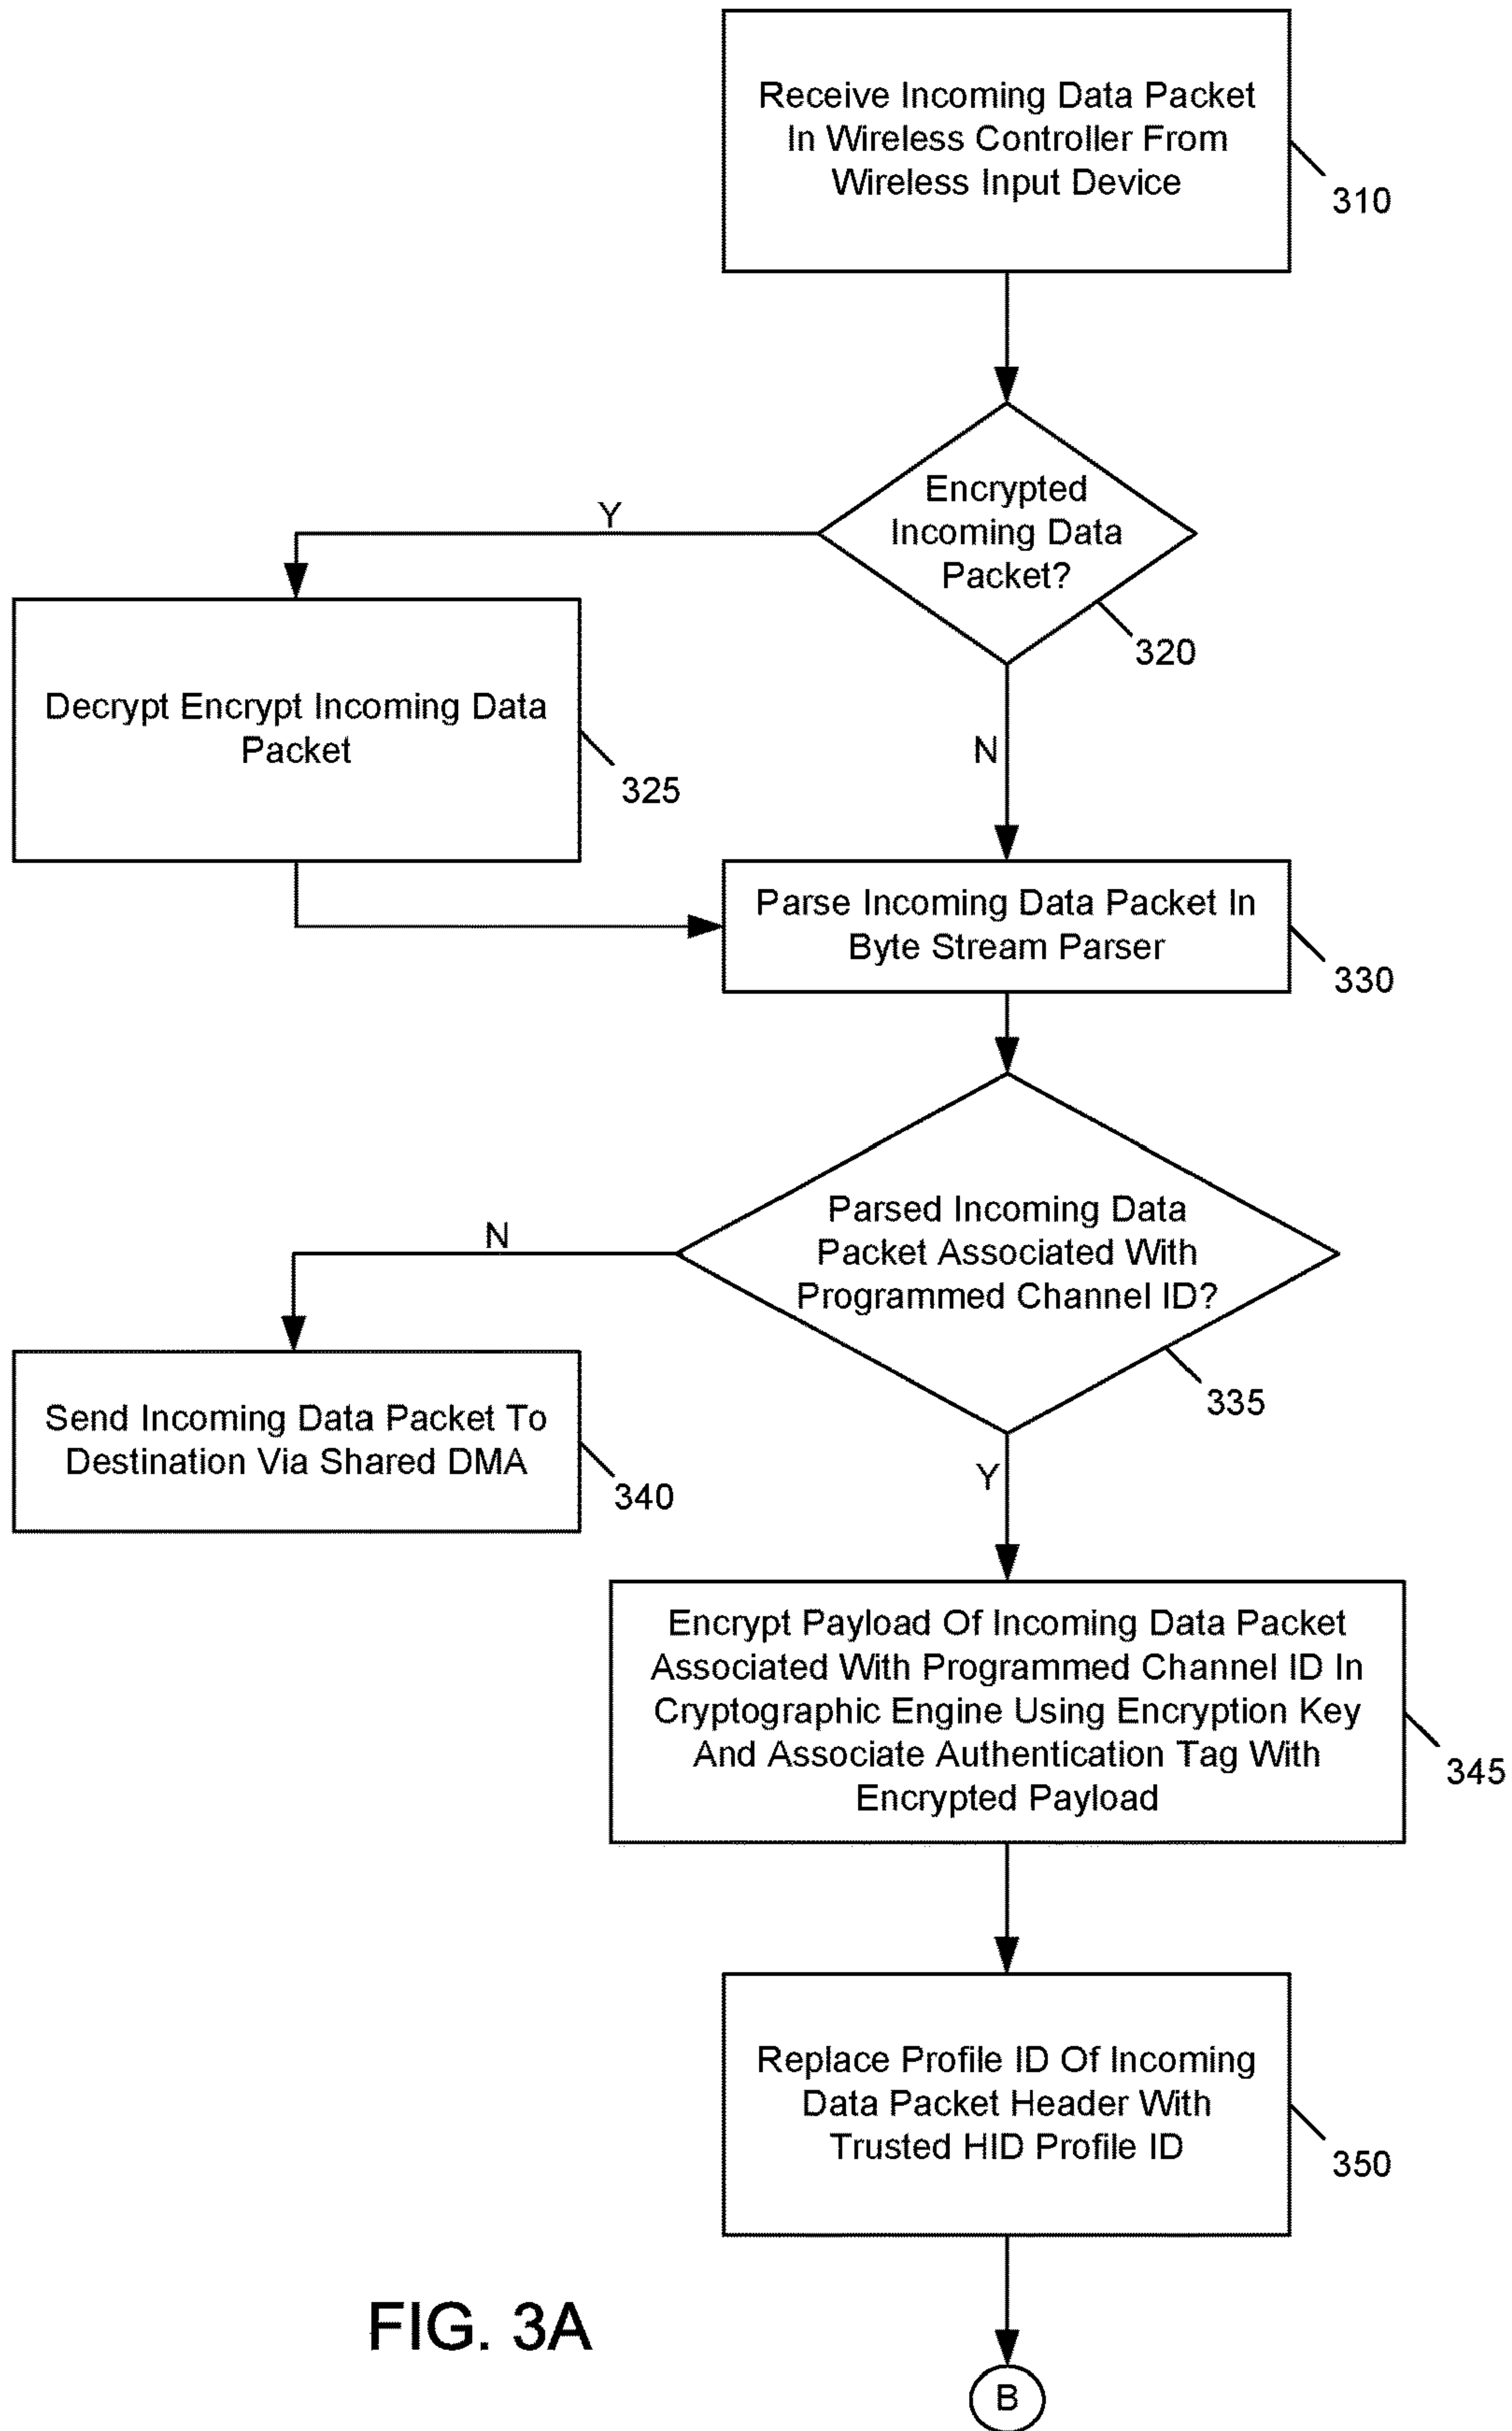 Receive Incoming Data Packet
In Wireless Controller From
Wireless Input Device
310
Encrypted
Incoming Data
Packet?
320
Y
N
Decrypt Encrypt Incoming Data
Packet
325
Parse Incoming Data Packet In
Byte Stream Parser
330
Parsed Incoming Data
Packet Associated With
Programmed Channel ID?
335
N
Y
Send Incoming Data Packet To
Destination Via Shared DMA
340
Encrypt Payload Of Incoming Data Packet
Associated With Programmed Channel ID In
Cryptographic Engine Using Encryption Key
And Associate Authentication Tag With
Encrypted Payload
345
Replace Profile ID Of Incoming
Data Packet Header With
Trusted HID Profile ID
350
FIG. 3A
B